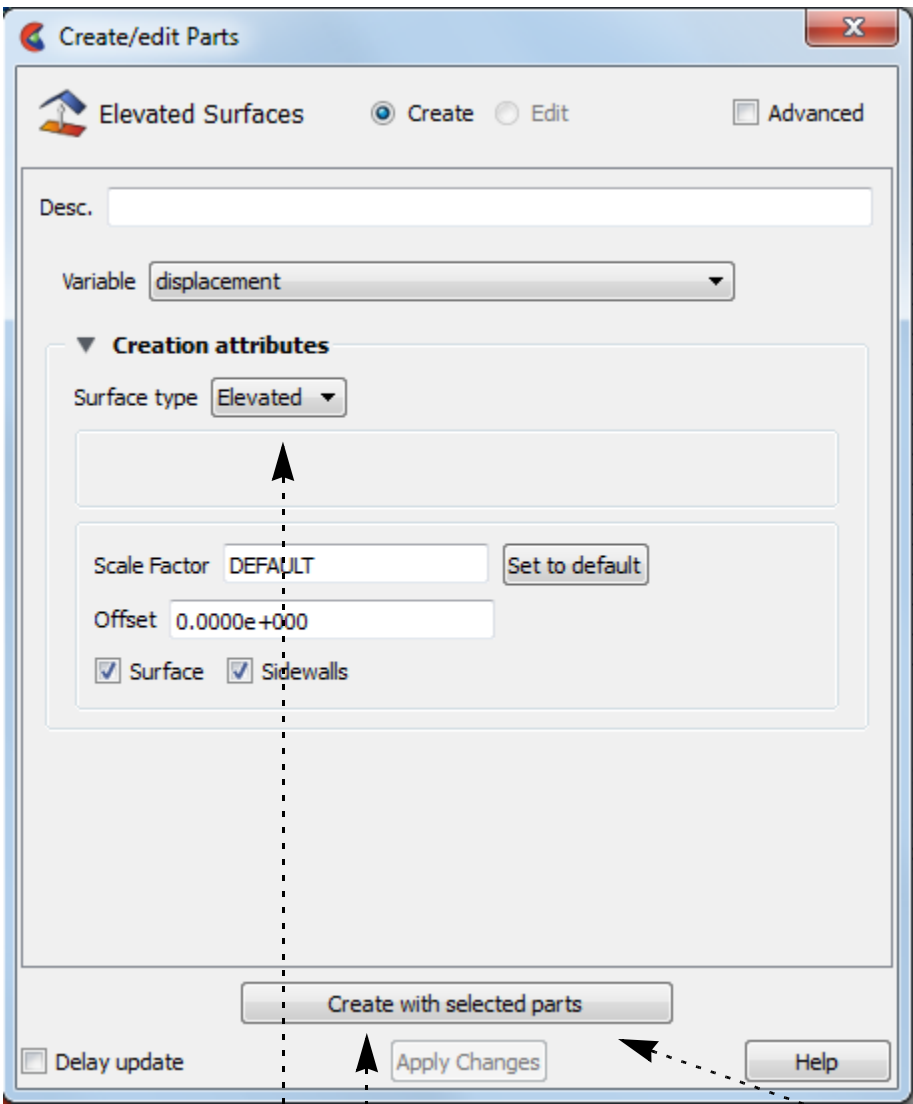 Create/edit Parts
Elevated Surfaces Create Edit Advanced
Desc.
Variable displacement
Creation attributes
Surface type Elevated
Scale Factor DEFAULT Set to default
Offset 0.0000e+000
Surface Sidewalls
Create with selected parts
Delay update Apply Changes Help